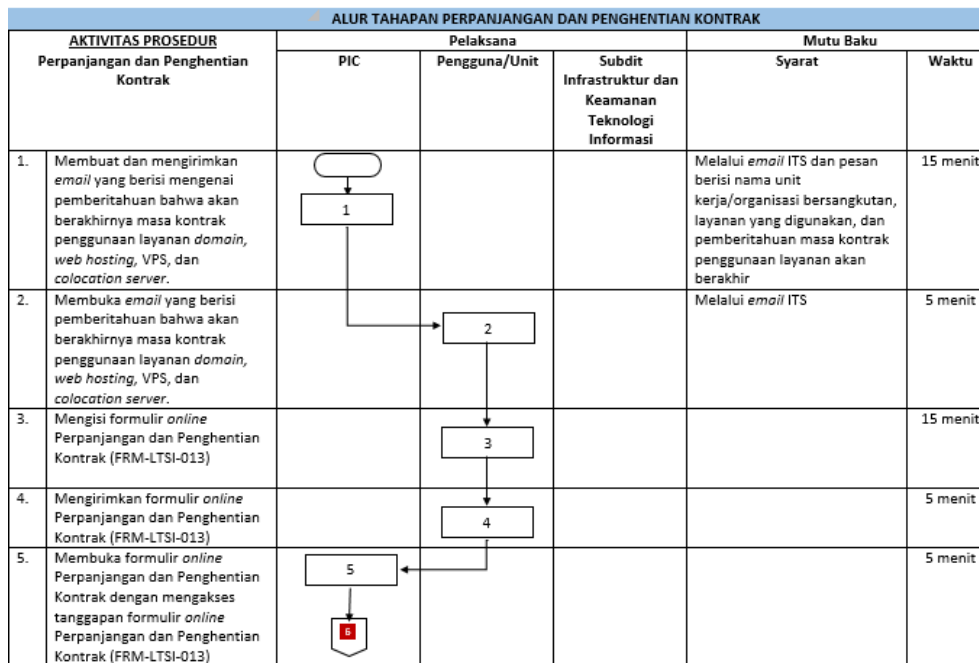 ALUR TAHAPAN PERPANJANGAN DAN PENGHENTIAN KONTRAK
AKTIVITAS PROSEDUR
Perpanjangan dan Penghentian
Kontrak
Pelaksana
Mutu Baku
PIC
Pengguna/Unit
Subdit
Infrastruktur dan
Keamanan
Teknologi
Informasi
Syarat
Waktu
1.
Membuat dan mengirimkan
email yang berisi mengenai
pemberitahuan bahwa akan
berakhirnya masa kontrak
penggunaan layanan domain,
web hosting, VPS, dan
colocation server.
1
Melalui email ITS dan pesan
berisi nama unit
kerja/organisasi bersangkutan,
layanan yang digunakan, dan
pemberitahuan masa kontrak
penggunaan layanan akan
berakhir
15 menit
2.
Membuka email yang berisi
pemberitahuan bahwa akan
berakhirnya masa kontrak
penggunaan layanan domain,
web hosting, VPS, dan
colocation server.
2
Melalui email ITS
5 menit
3.
Mengisi formulir online
Perpanjangan dan Penghentian
Kontrak (FRM-LTSI-013)
3
15 menit
4.
Mengirimkan formulir online
Perpanjangan dan Penghentian
Kontrak (FRM-LTSI-013)
4
5 menit
5.
Membuka formulir online
Perpanjangan dan Penghentian
Kontrak dengan mengakses
tanggapan formulir online
Perpanjangan dan Penghentian
Kontrak (FRM-LTSI-013)
5
6
5 menit